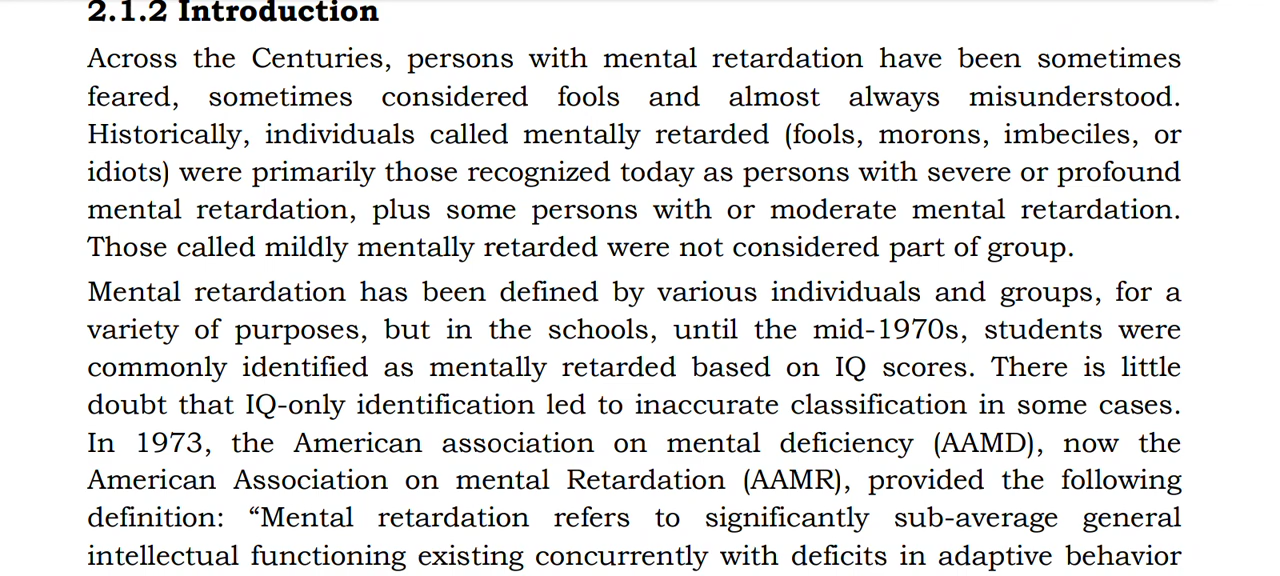 2.1.2 Introduction
Across the Centuries, persons with mental retardation have been sometimes
feared, sometimes considered fools and almost always misunderstood.
Historically, individuals called mentally retarded (fools, morons, imbeciles, or
idiots) were primarily those recognized today as persons with severe or profound
mental retardation, plus some persons with or moderate mental retardation.
Those called mildly mentally retarded were not considered part of group.
Mental retardation has been defined by various individuals and groups, for a
variety of purposes, but in the schools, until the mid-1970s, students were
commonly identified as mentally retarded based on IQ scores. There is little
doubt that IQ-only identification led to inaccurate classification in some cases.
In 1973, the American association on mental deficiency (AAMD), now the
American Association on mental Retardation (AAMR), provided the following
definition: “Mental retardation refers to significantly sub-average general
intellectual functioning existing concurrently with deficits in adaptive behavior